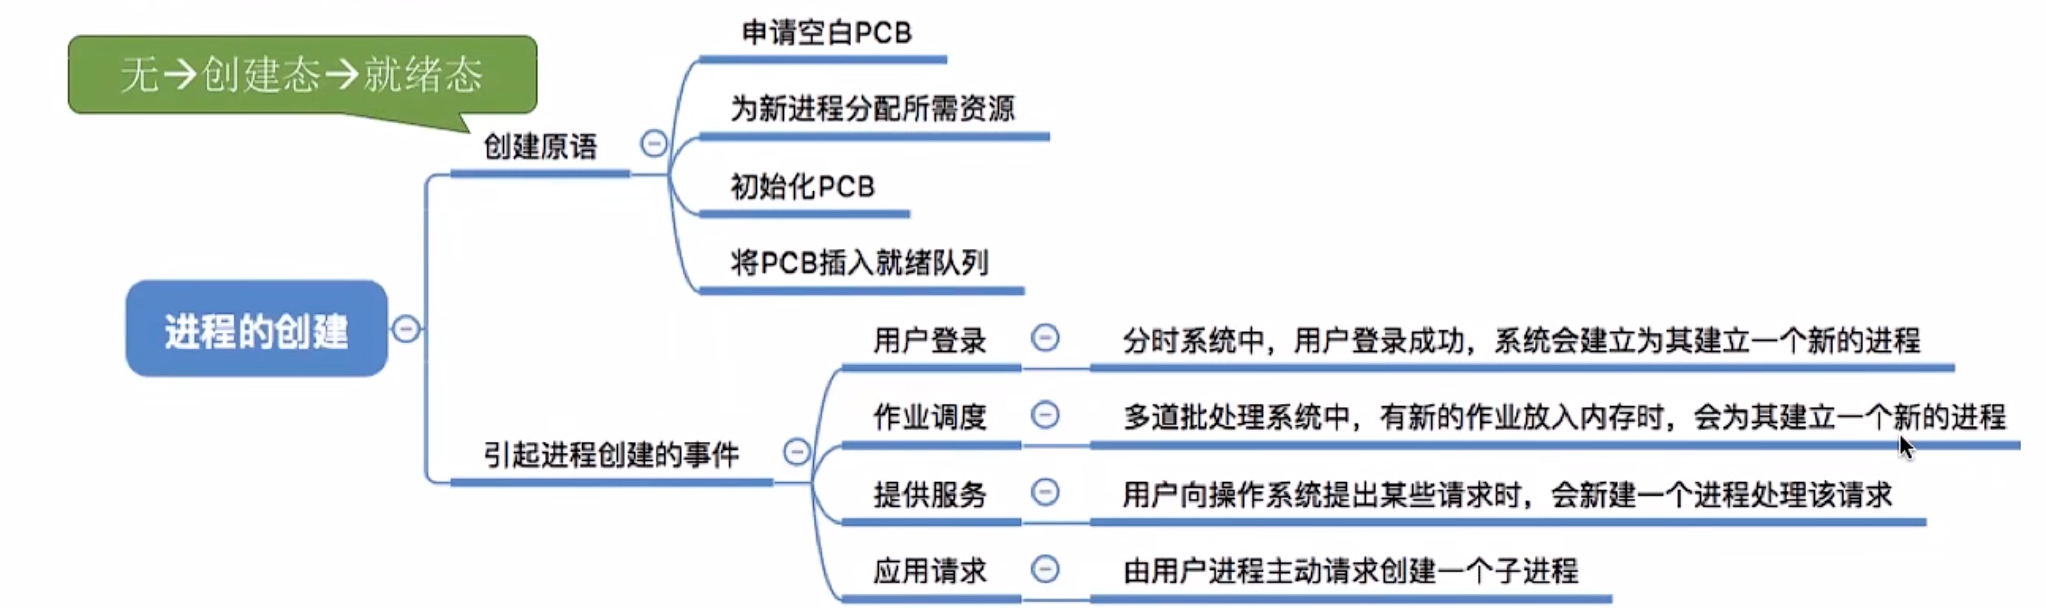 无→创建态→就绪态
进程的创建
创建原语
申请空白PCB
为新进程分配所需资源
初始化PCB
将PCB插入就绪队列
引起进程创建的事件
用户登录
分时系统中，用户登录成功，系统会建立为其建立一个新的进程
作业调度
多道批处理系统中，有新的作业放入内存时，会为其建立一个新的进程
提供服务
用户向操作系统提出某些请求时，会新建一个进程处理该请求
应用请求
由用户进程主动请求创建一个子进程